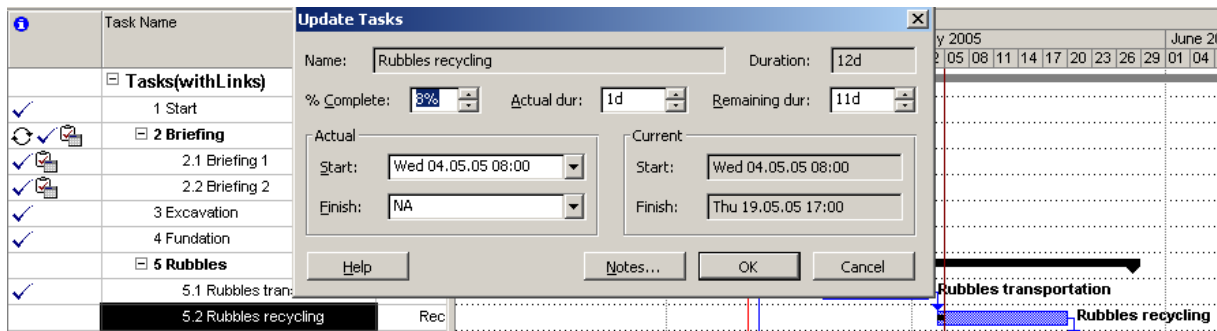 Task Name
Update Tasks
y 2005 June 2
Name: Rubbles recycling Duration: 12d
2 05 08 11 14 17 20 23 26 29 01 04
Tasks(withLinks)
% Complete: 8% Actual dur: 1d Remaining dur: 11d
1 Start
2 Briefing
Actual Current
2.1 Briefing 1
Start: Wed 04.05.05 08:00 Start: Wed 04.05.05 08:00
2.2 Briefing 2
Finish: NA Finish: Thu 19.05.05 17:00
3 Excavation
4 Fundation
5 Rubbles
Help Notes... OK Cancel
5.1 Rubbles tran Rubbles transportation
5.2 Rubbles recycling Rec Rubbles recycling